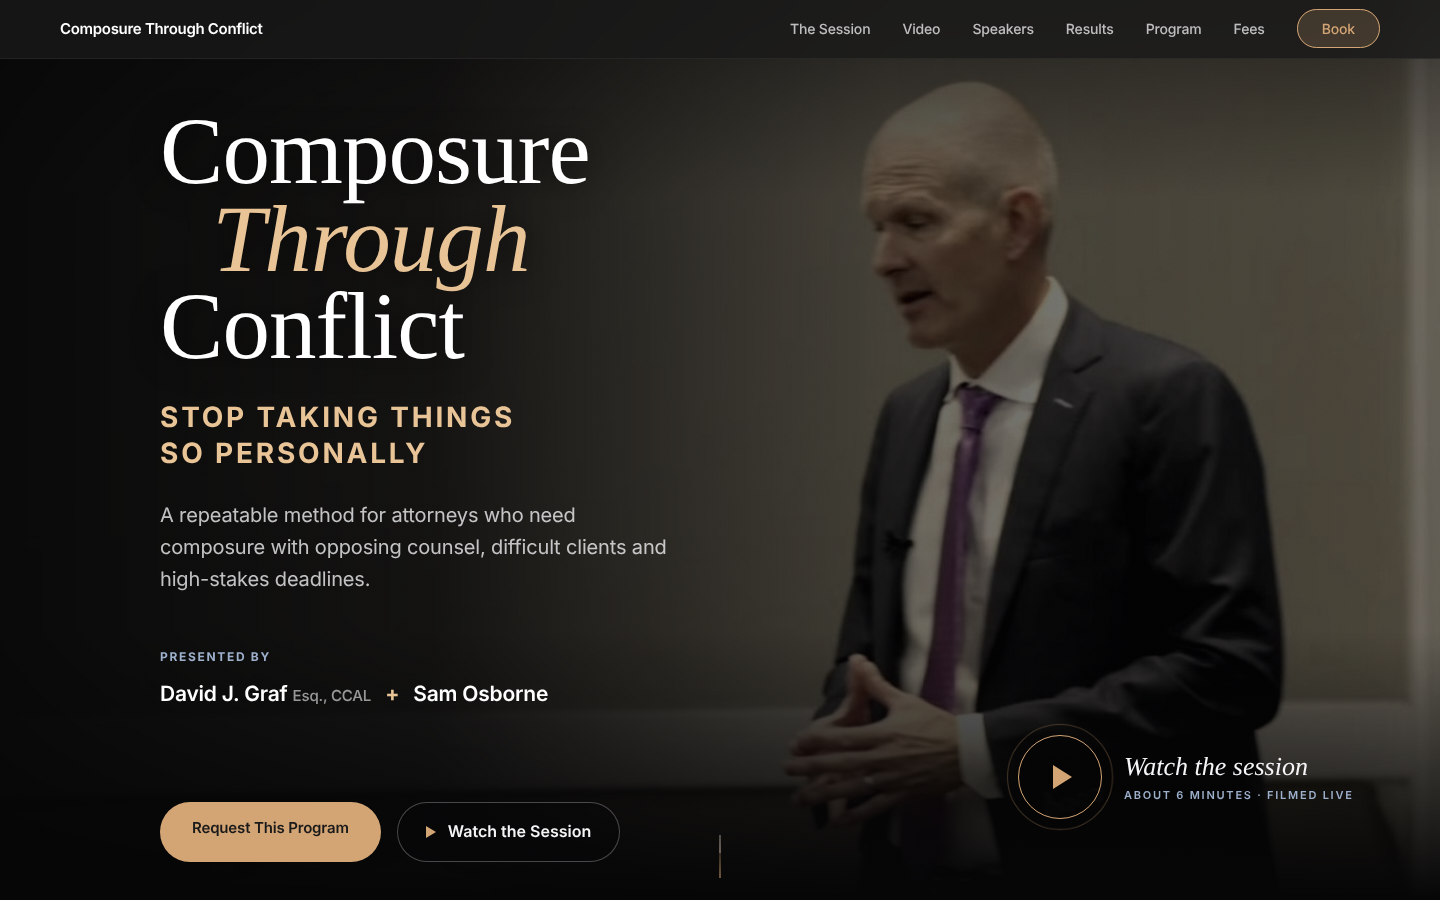 Composure Through Conflict
The Session
Video
Speakers
Results
Program
Fees
Book
Composure
Through
Conflict
STOP TAKING THINGS
SO PERSONALLY
A repeatable method for attorneys who need
composure with opposing counsel, difficult clients and
high-stakes deadlines.
PRESENTED BY
David J. Graf Esq., CCAL + Sam Osborne
Watch the session
ABOUT 6 MINUTES · FILMED LIVE
Request This Program
Watch the Session